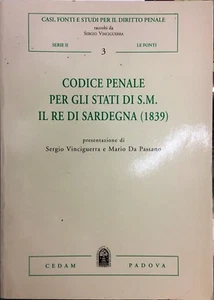 CASI, FONTI E STUDI PER IL DIRITTO PENALE
raccolti da
SERGIO VINCIGUERRA
SERIE II LE FONTI
3
CODICE PENALE
PER GLI STATI DI S.M.
IL RE DI SARDEGNA (1839)
presentazione di
Sergio Vinciguerra e Mario Da Passano
CEDAM PADOVA